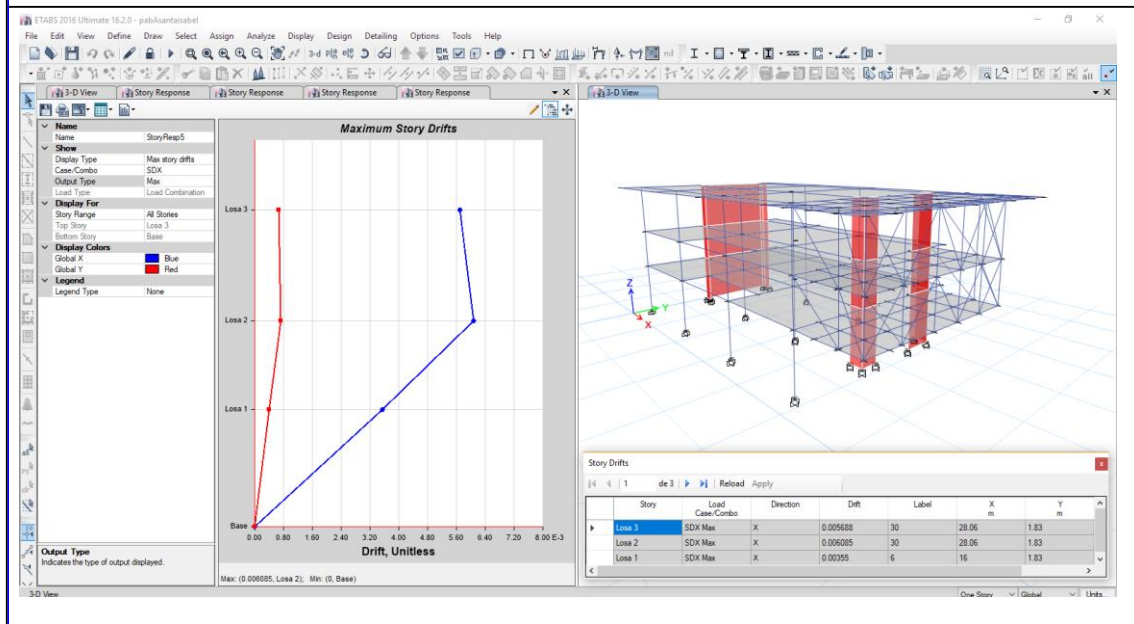 ETABS 2016 Ultimate 16.2.0 - pabAsantaisabel
File Edit View Define Draw Select Assign Analyze Display Design Detailing Options Tools Help
3-d
nd
all
3-D View Story Response Story Response Story Response Story Response
3-D View
Name
Name StoryResp5
Show
Display Type Max story drifts
Case/Combo SDX
Output Type Max
Load Type Load Combination
Display For
Story Range All Stories
Top Story Losa 3
Bottom Story Base
Display Colors
Global X Blue
Global Y Red
Legend
Legend Type None
Output Type
Indicates the type of output displayed.
Maximum Story Drifts
Losa 3
Losa 2
Losa 1
Base
0.00 0.80 1.60 2.40 3.20 4.00 4.80 5.60 6.40 7.20 8.00 E-3
Drift, Unitless
Max: (0.006085, Losa 2); Min: (0, Base)
Z
Y
X
Story Drifts
1 de 3 Reload Apply
Story Load Case/Combo Direction Drift Label X m Y m
Losa 3 SDX Max X 0.005688 30 28.06 1.83
Losa 2 SDX Max X 0.006085 30 28.06 1.83
Losa 1 SDX Max X 0.00355 6 16 1.83
3-D View
One Story Global Units...